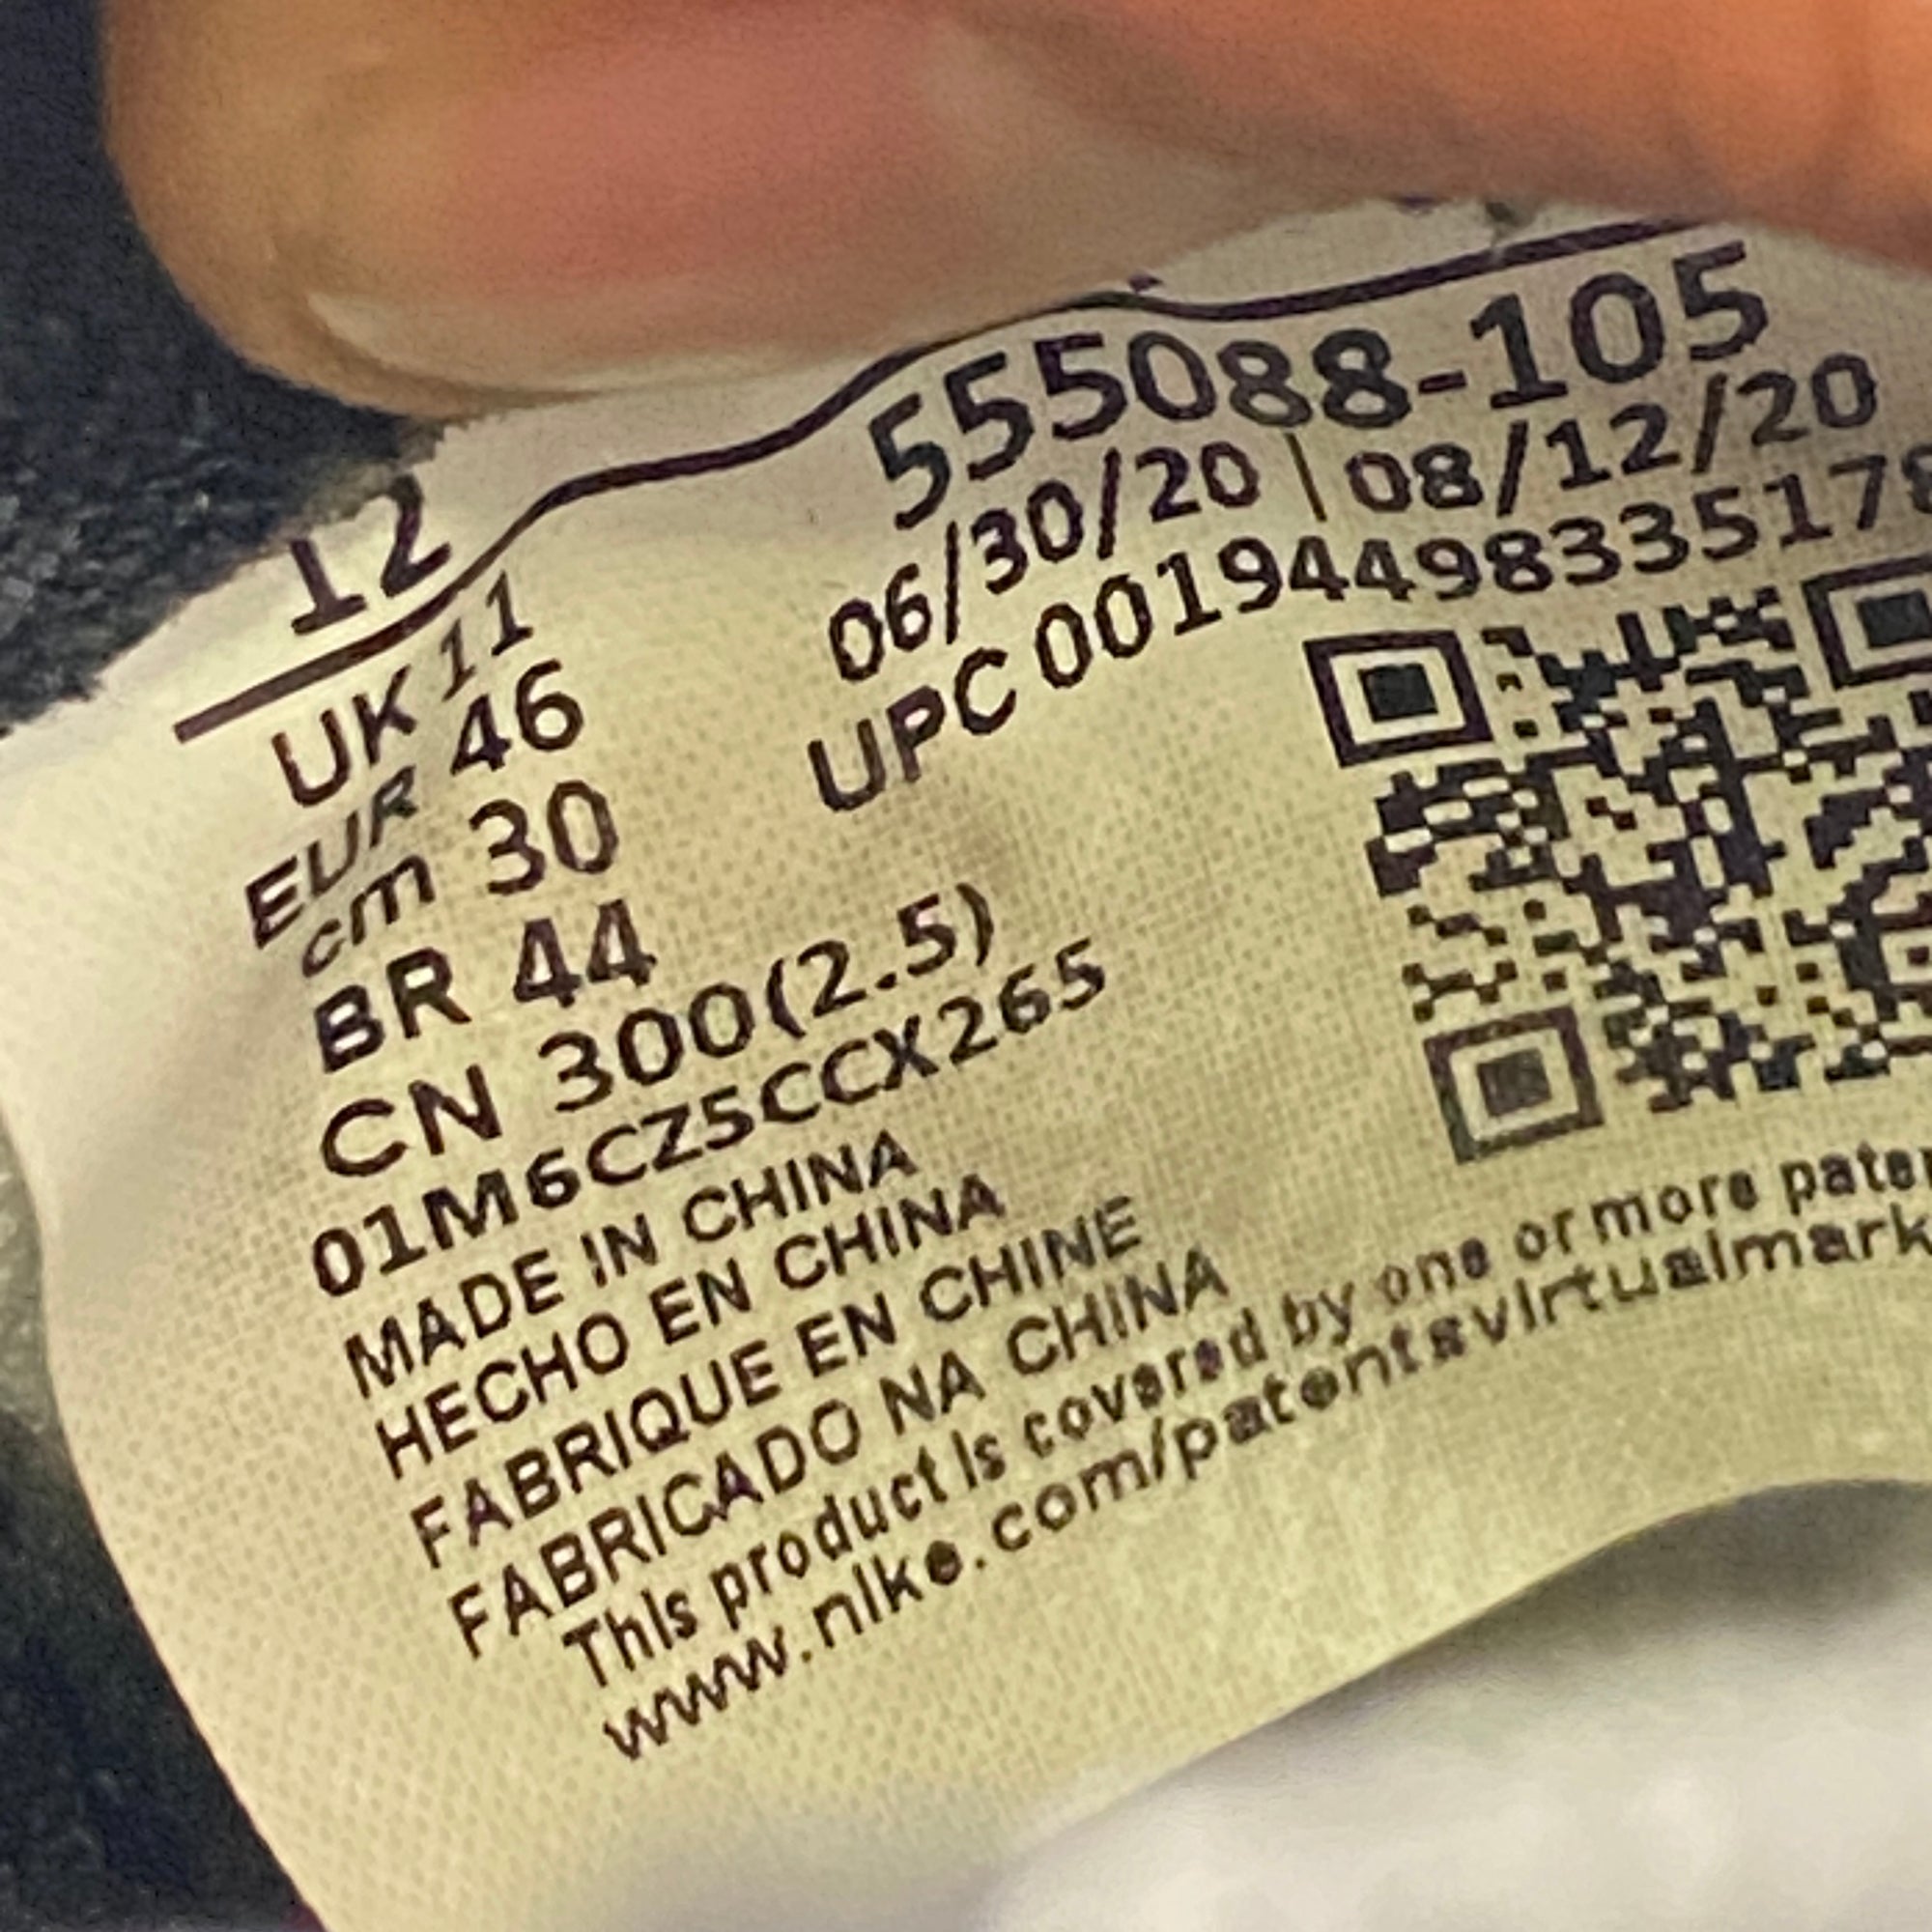 12
555088-105
UK 11
06/30/20 | 08/12/20
EUR 46
UPC 00194498335178
cm 30
BR 44
CN 300(2.5)
01M6CZ5CCX265
MADE IN CHINA
HECHO EN CHINA
FABRIQUE EN CHINE
FABRICADO NA CHINA
This product is covered by one or more
www.nike.com/patentsvirtualmark